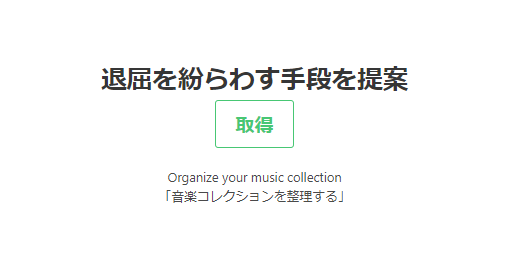 退屈を紛らわす手段を提案
取得
Organize your music collection
「音楽コレクションを整理する」